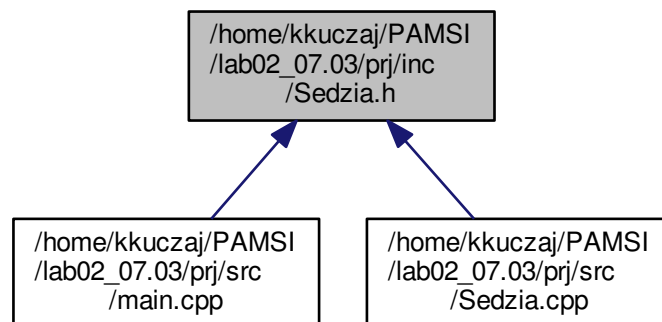 /home/kkuczaj/PAMSI
/lab02_07.03/prj/inc
/Sedzia.h
/home/kkuczaj/PAMSI
/lab02_07.03/prj/src
/main.cpp
/home/kkuczaj/PAMSI
/lab02_07.03/prj/src
/Sedzia.cpp